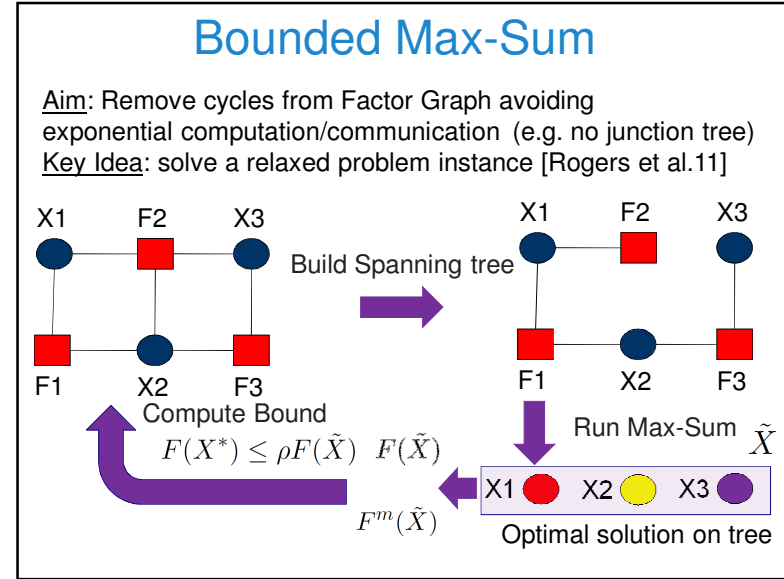 Bounded Max-Sum
Aim: Remove cycles from Factor Graph avoiding
exponential computation/communication (e.g. no junction tree)
Key Idea: solve a relaxed problem instance [Rogers et al.11]
X1 F2 X3
X1 F2 X3
Build Spanning tree
F1 X2 F3
F1 X2 F3
Compute Bound
Run Max-Sum X̃
F(X*) ≤ ρF(X̃) F(X̃)
X1 X2 X3
F^m(X̃)
Optimal solution on tree